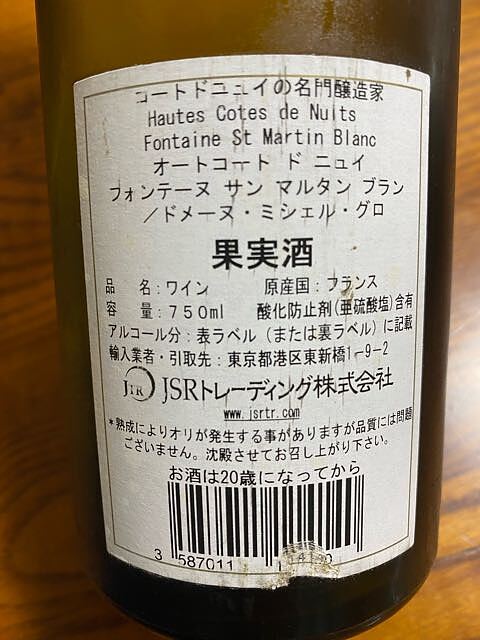 コートドニュイの名門醸造家
Hautes Cotes de Nuits
Fontaine St Martin Blanc
オートコート ド ニュイ
フォンテーヌ サン マルタン ブラン
／ドメーヌ・ミシェル・グロ
果実酒
品 名：ワイン 原産国：フランス
容 量：750ml 酸化防止剤(亜硫酸塩)含有
アルコール分：表ラベル（または裏ラベル）に記載
輸入業者・引取先：東京都港区東新橋1-9-2
JTR JSRトレーディング株式会社
www.jsrtr.com
*熟成によりオリが発生する事がありますが品質には問題
ございません。沈殿させてお召し上がり下さい。
お酒は20歳になってから
3 587011